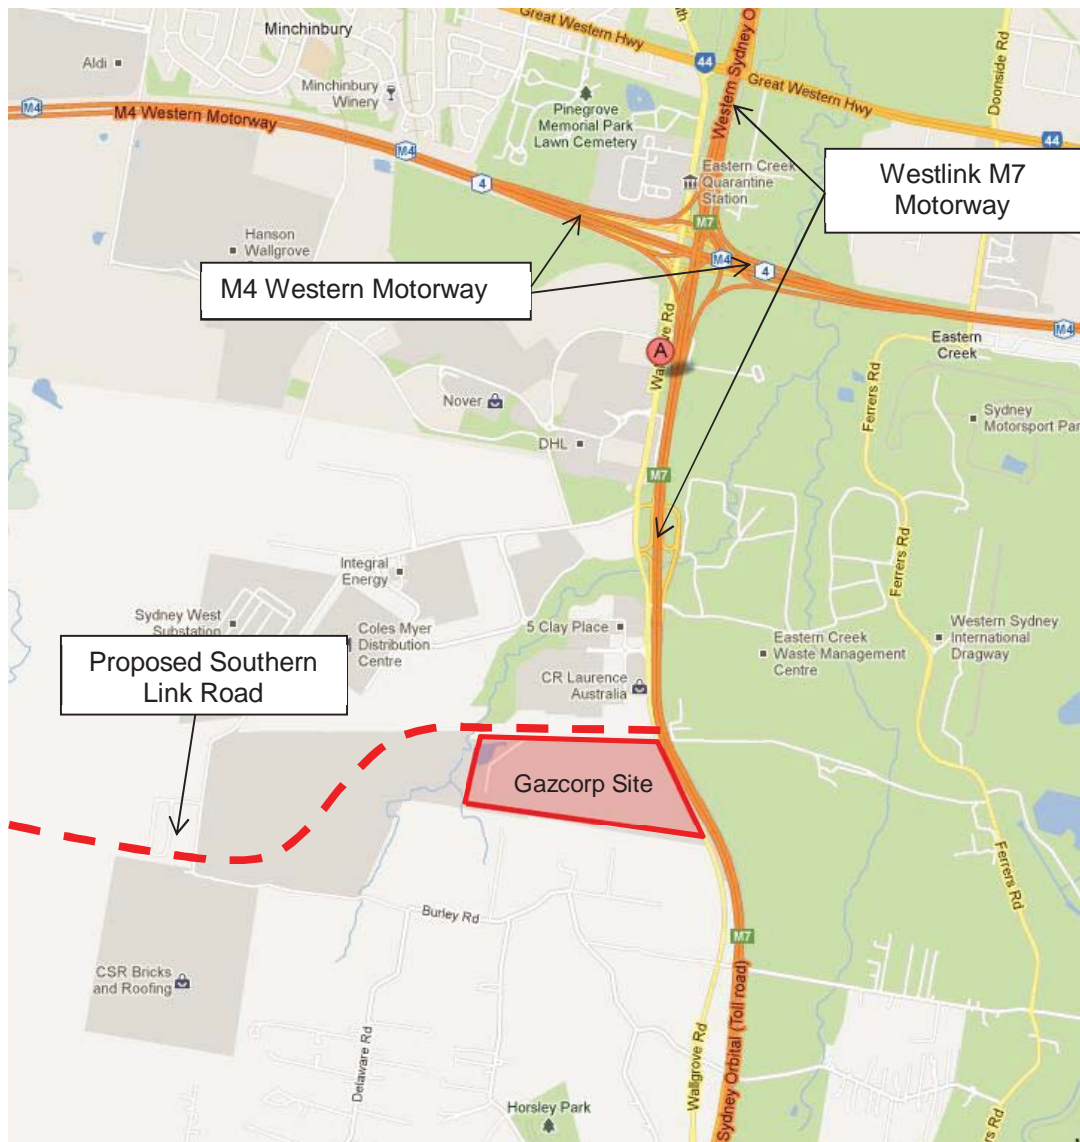 Great Western Hwy
Minchinbury
Aldi
44
Western Sydney O
Great Western Hwy
Doonside Rd
44
Minchinbury
Winery
Pinegrove
Memorial Park
Lawn Cemetery
M4
M4 Western Motorway
M4
4
Eastern Creek
Quarantine
Station
Westlink M7
Motorway
M7
Hanson
Wallgrove
M4
4
M4 Western Motorway
M4
Eastern
Creek
A
Ferrers Rd
Nover
Sydney
Motorsport Par
DHL
M7
Integral
Energy
Ferrers Rd
Sydney West
Substation
Coles Myer
Distribution
Centre
5 Clay Place
Eastern Creek
Waste Management
Centre
Western Sydney
International
Dragway
Proposed Southern
Link Road
CR Laurence
Australia
Gazcorp Site
Ferrers Rd
Burley Rd
M7
CSR Bricks
and Roofing
Delaware Rd
Wallgrove Rd
Sydney Orbital (Toll road)
Horsley Park